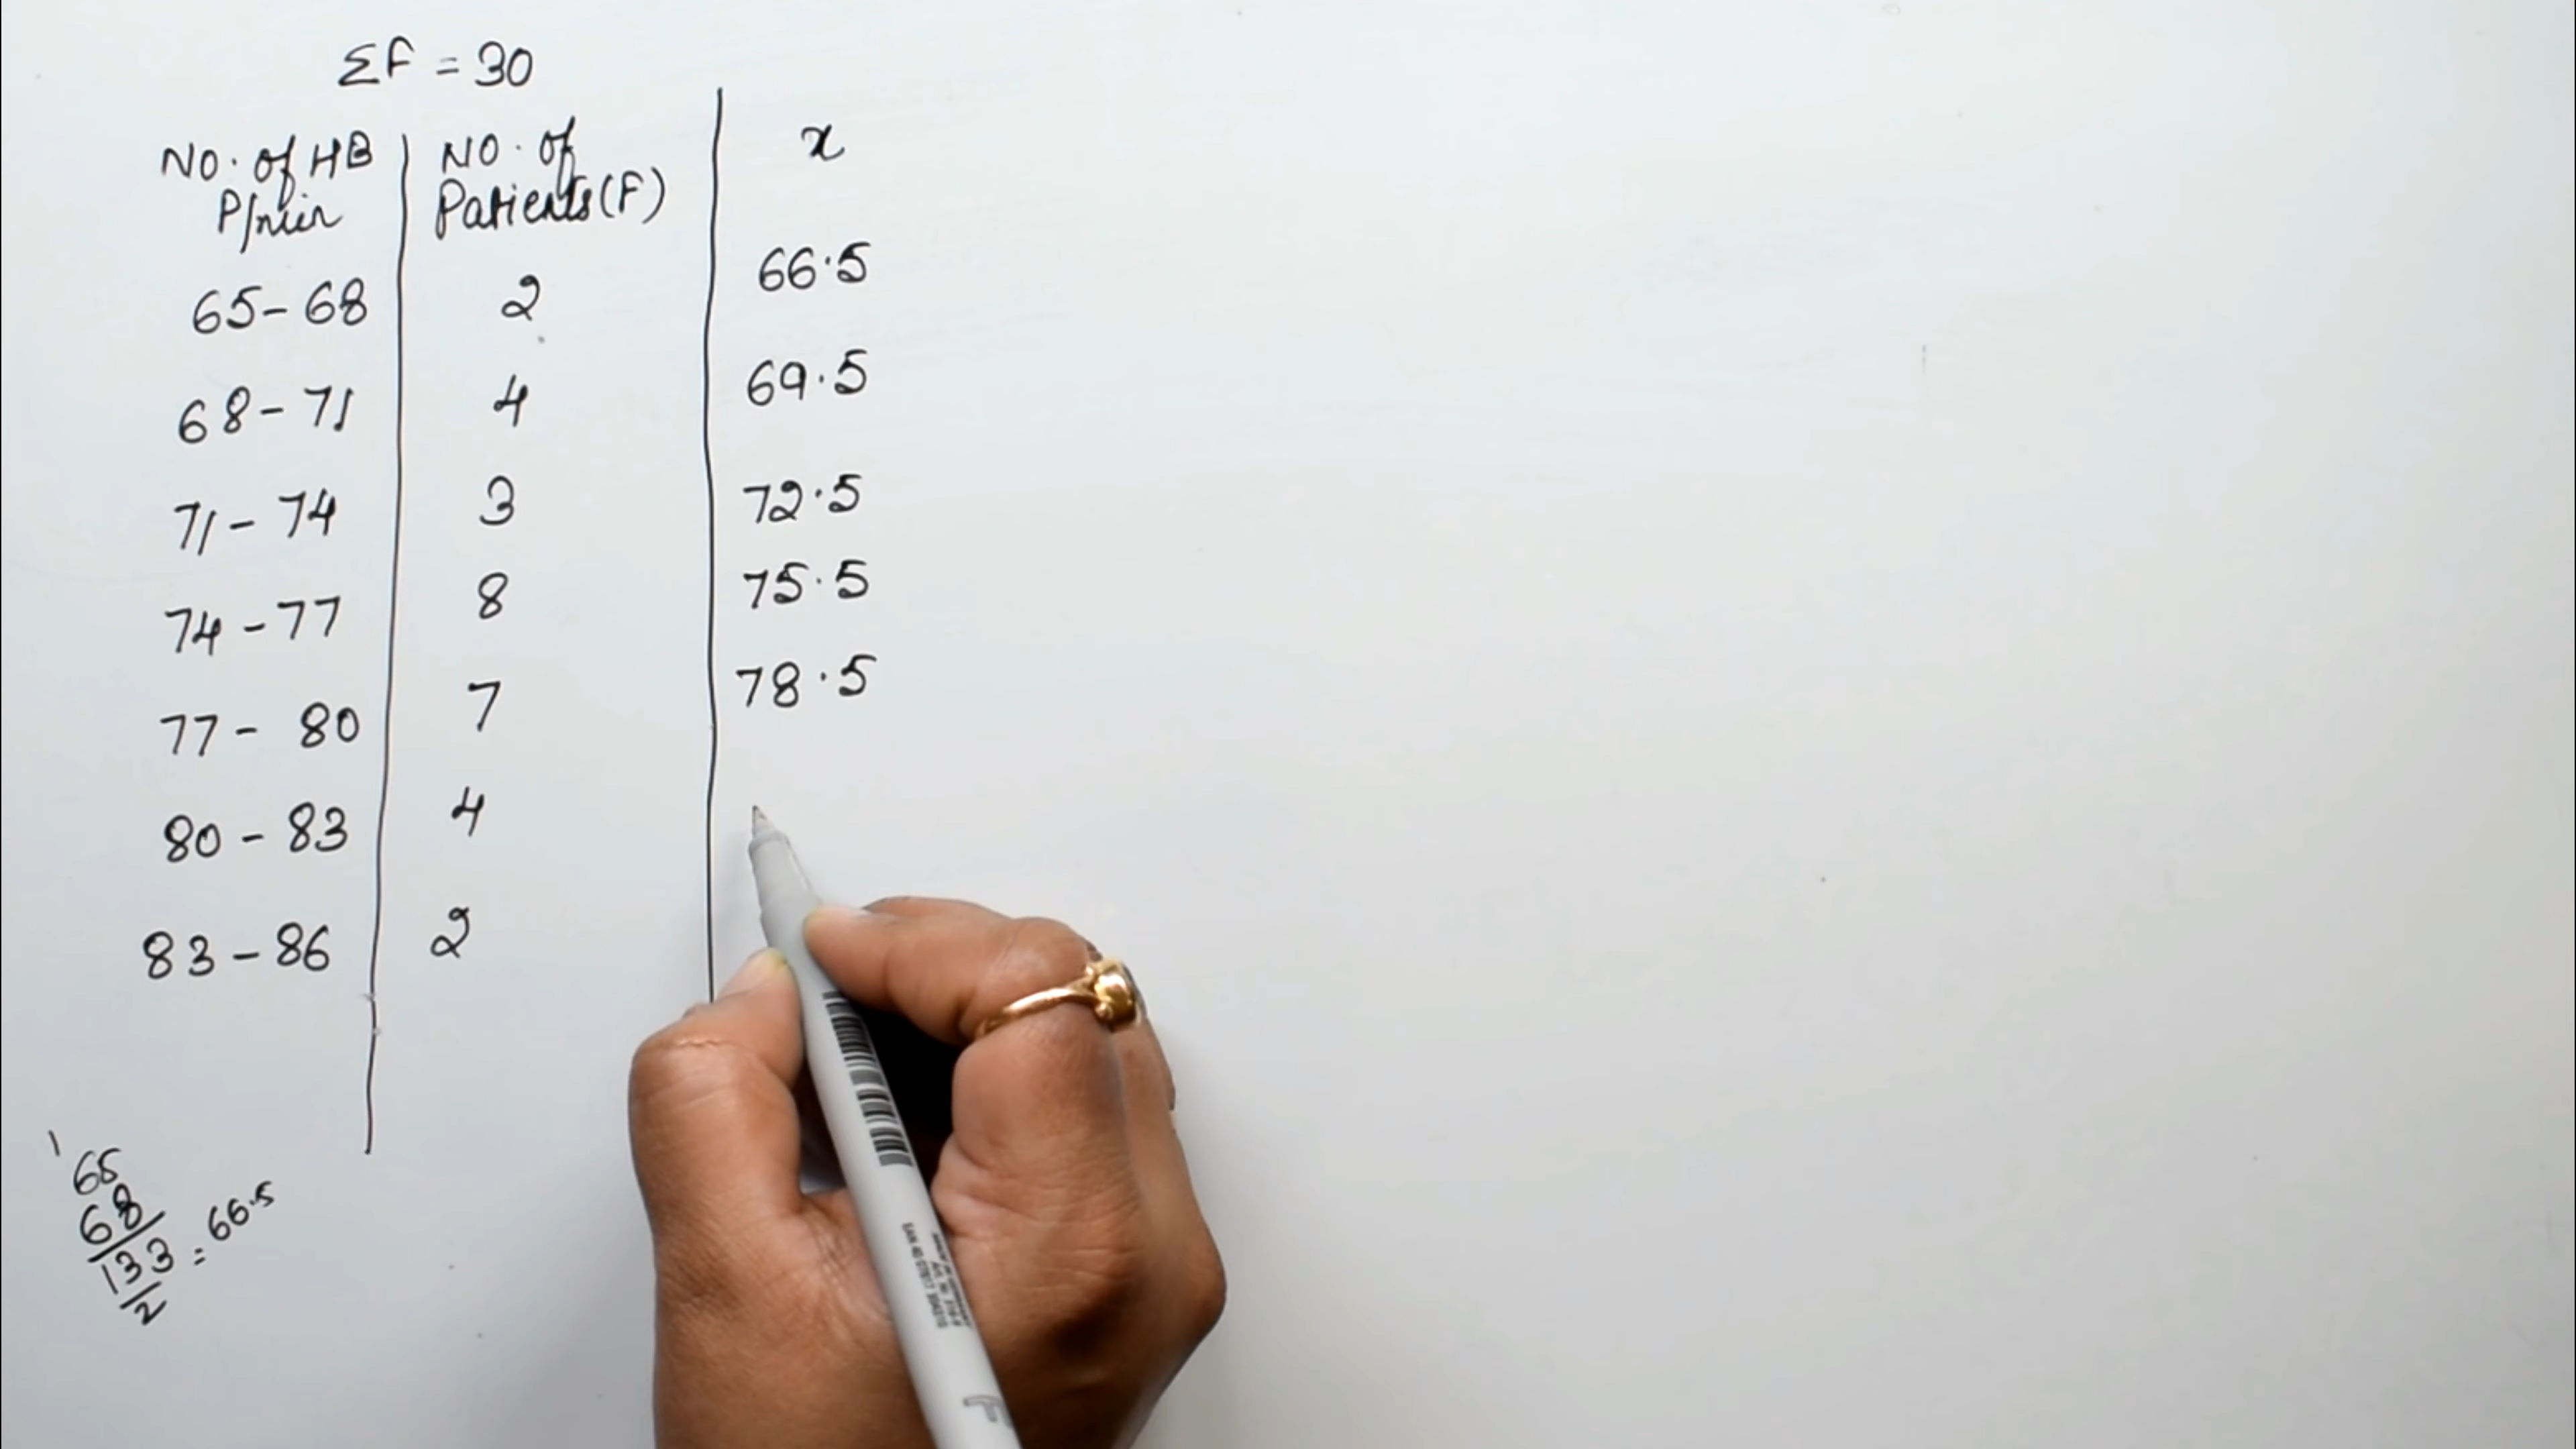 ΣF = 30
NO. of HB P/min
NO. of Patients (F)
x
65-68 2 66.5
68-71 4 69.5
71-74 3 72.5
74-77 8 75.5
77-80 7 78.5
80-83 4
83-86 2
1
65
68
133 = 66.5
2